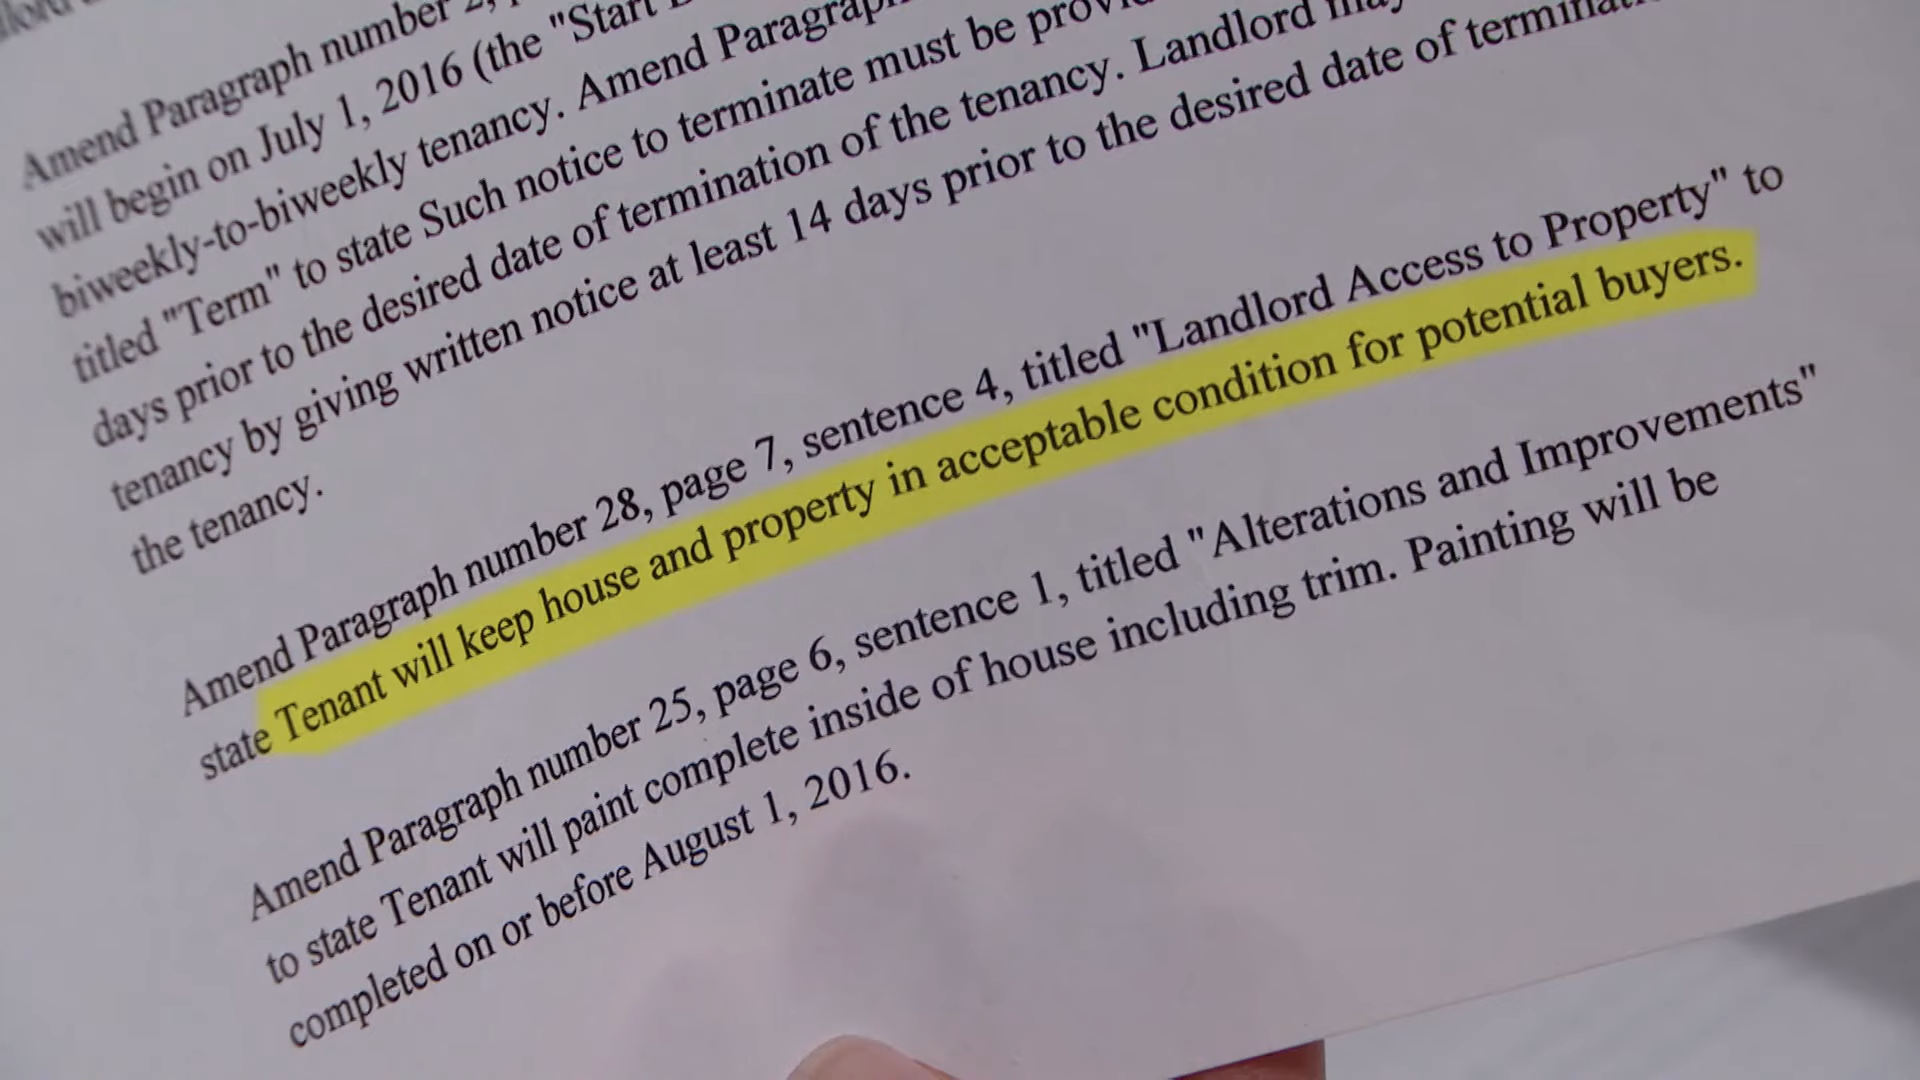 Amend Paragraph number 2,
will begin on July 1, 2016 (the "Start
biweekly-to-biweekly tenancy. Amend Paragraph
titled "Term" to state Such notice to terminate must be
days prior to the desired date of termination of the tenancy. Landlord may
tenancy by giving written notice at least 14 days prior to the desired date of
the tenancy.
Amend Paragraph number 28, page 7, sentence 4, titled "Landlord Access to Property" to
state Tenant will keep house and property in acceptable condition for potential buyers.
Amend Paragraph number 25, page 6, sentence 1, titled "Alterations and Improvements"
to state Tenant will paint complete inside of house including trim. Painting will be
completed on or before August 1, 2016.